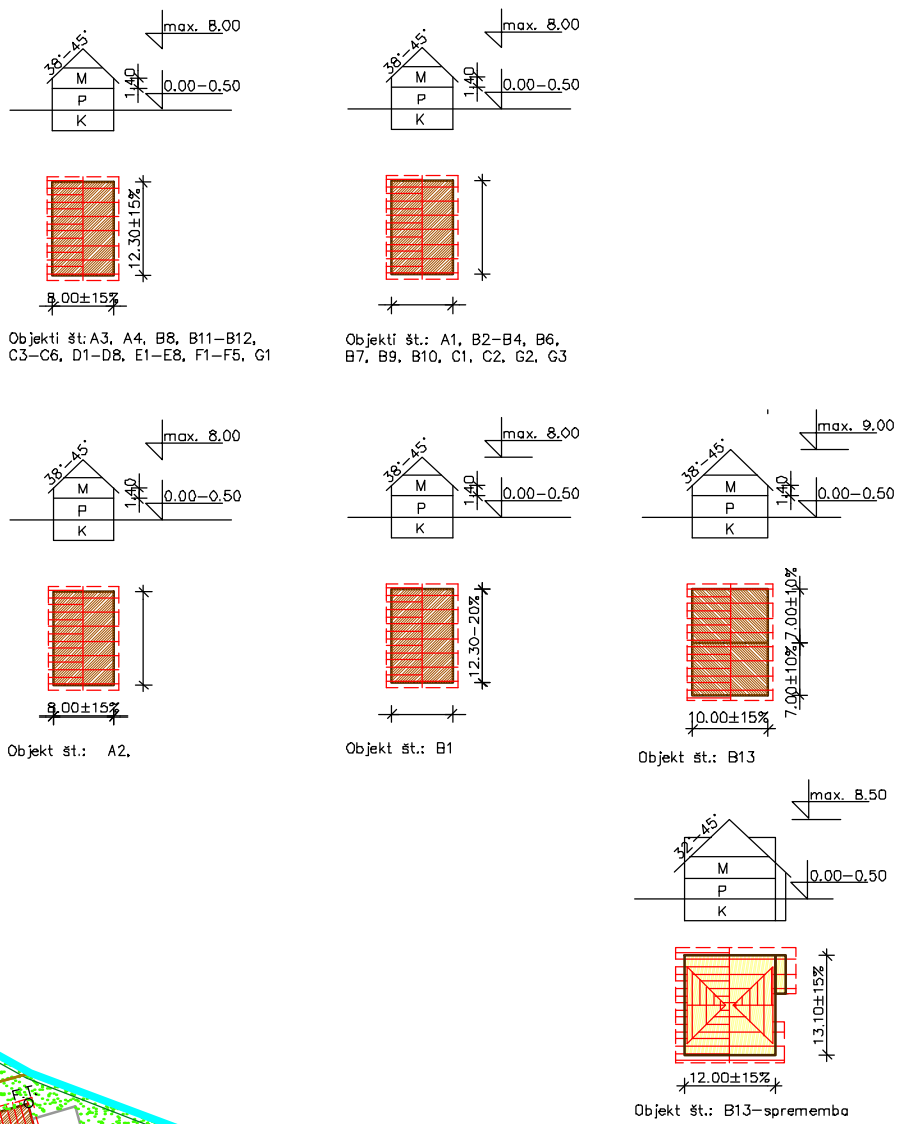 max. 8.00
38°-45°
M
1.40
0.00-0.50
P
K
12.30±15%
8.00±15%
Objekti št: A3, A4, B8, B11-B12,
C3-C6, D1-D8, E1-E8, F1-F5, G1
max. 8.00
38°-45°
M
1.40
0.00-0.50
P
K
Objekti št.: A1, B2-B4, B6,
B7, B9, B10, C1, C2, G2, G3
max. 8.00
38°-45°
M
1.40
0.00-0.50
P
K
8.00±15%
Objekt št.: A2,
max. 8.00
38°-45°
M
1.40
0.00-0.50
P
K
12.30-20%
Objekt št.: B1
max. 9.00
38°-45°
M
1.40
0.00-0.50
P
K
7.00±10%
7.00±10%
10.00±15%
Objekt št.: B13
max. 8.50
32°-45°
M
0.00-0.50
P
K
13.10±15%
12.00±15%
Objekt št.: B13-sprememba